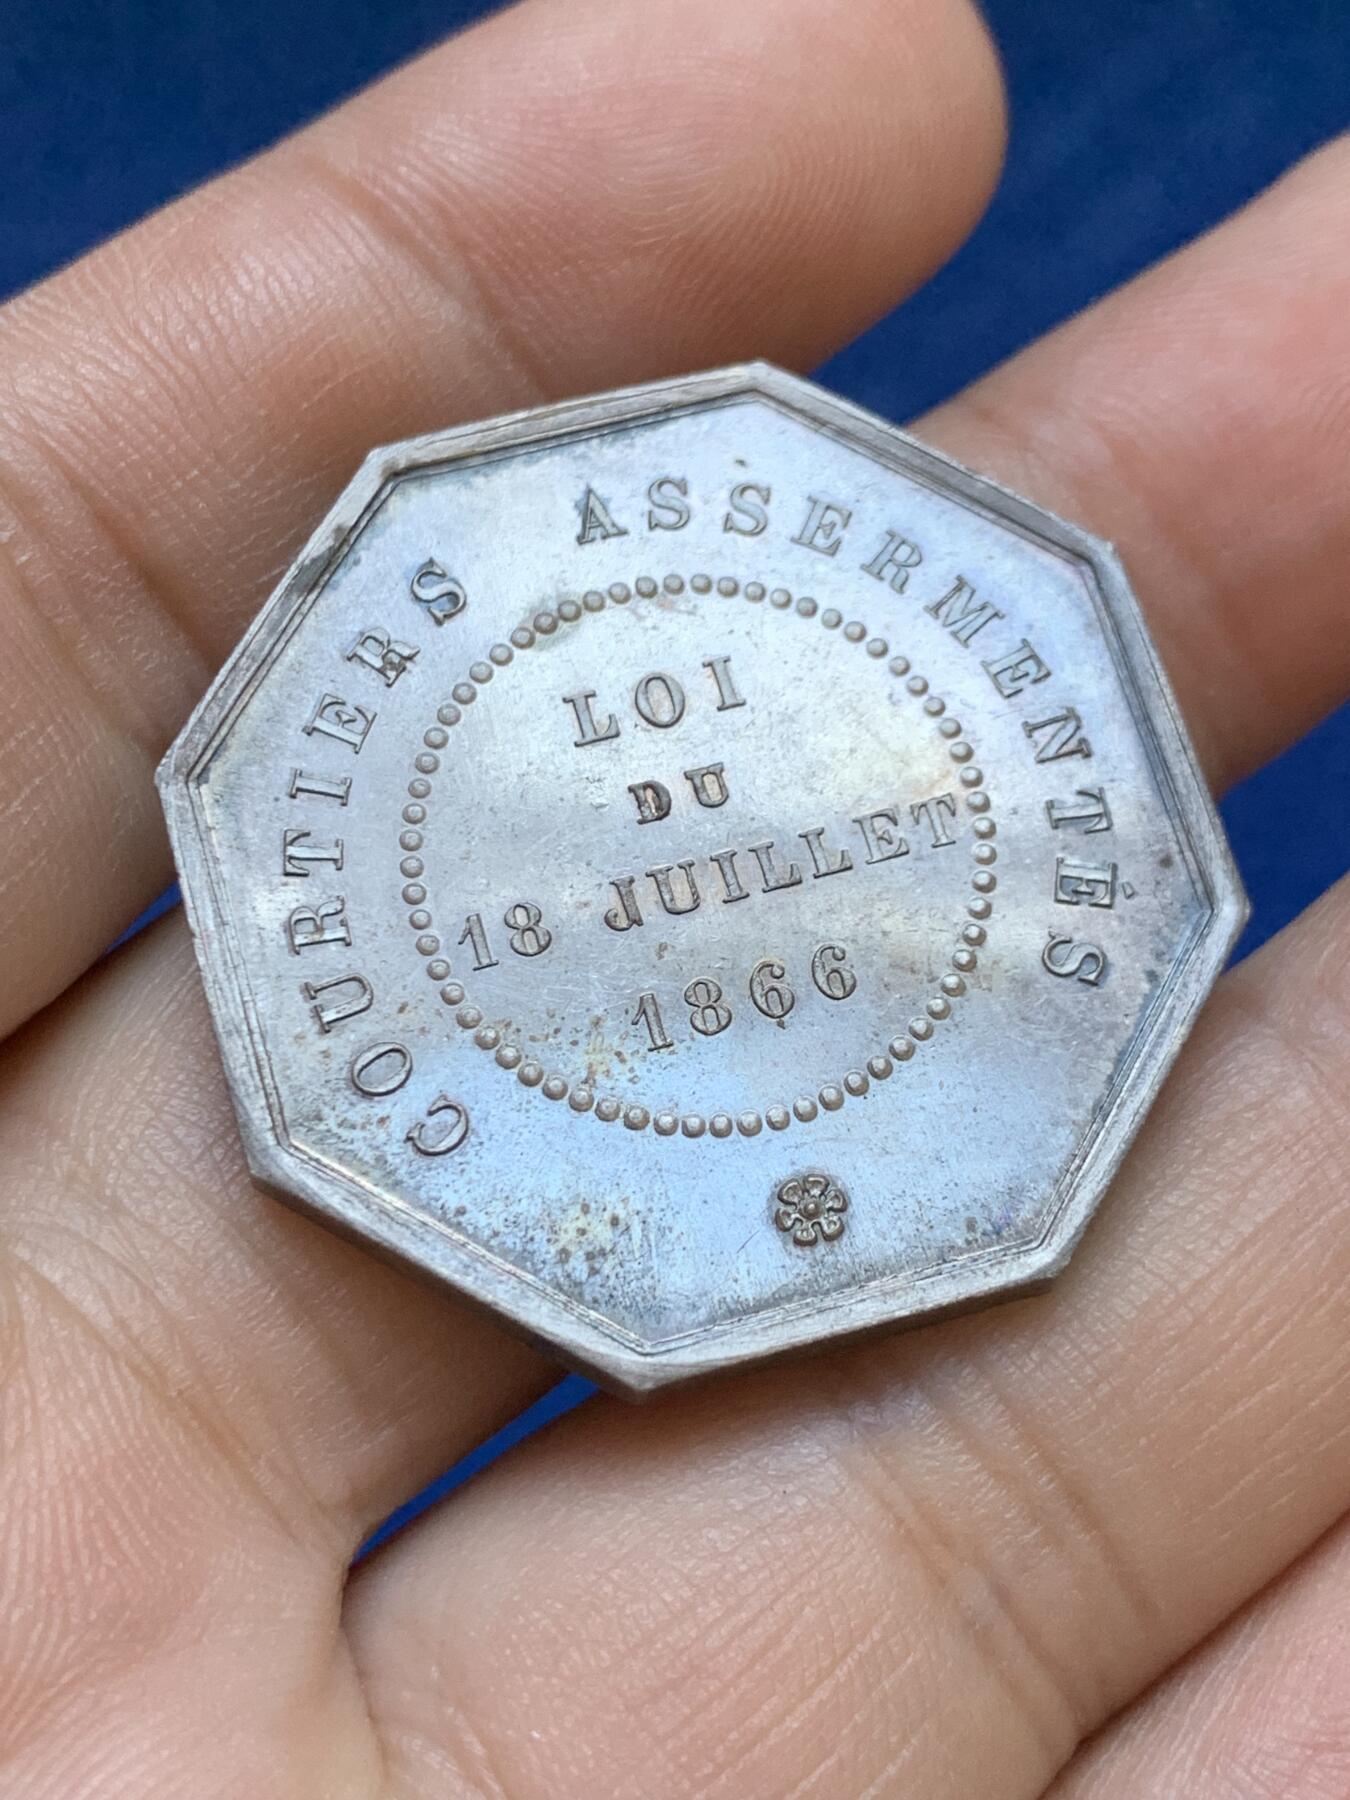 COURTIERS ASSERMENTÉS
LOI
DU
18 JUILLET
1866